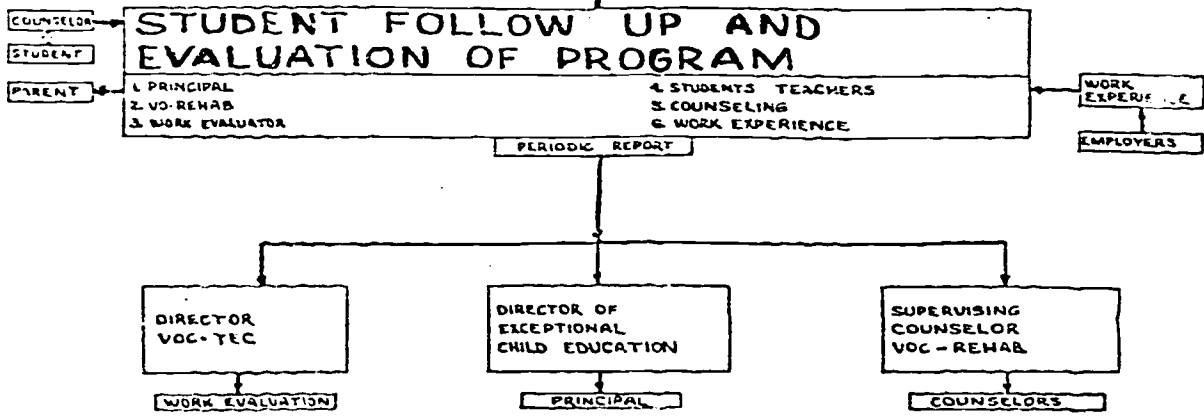 COUNSELOR
STUDENT
PARENT
STUDENT FOLLOW UP AND
EVALUATION OF PROGRAM
1. PRINCIPAL
2. VO-REHAB
3. WORK EVALUATOR
4. STUDENTS TEACHERS
5. COUNSELING
6. WORK EXPERIENCE
WORK
EMPLOYERS
PERIODIC REPORT
DIRECTOR
VOC-TEC
DIRECTOR OF
EXCEPTIONAL
CHILD EDUCATION
SUPERVISING
COUNSELOR
VOC-REHAB
WORK EVALUATION
PRINCIPAL
COUNSELORS